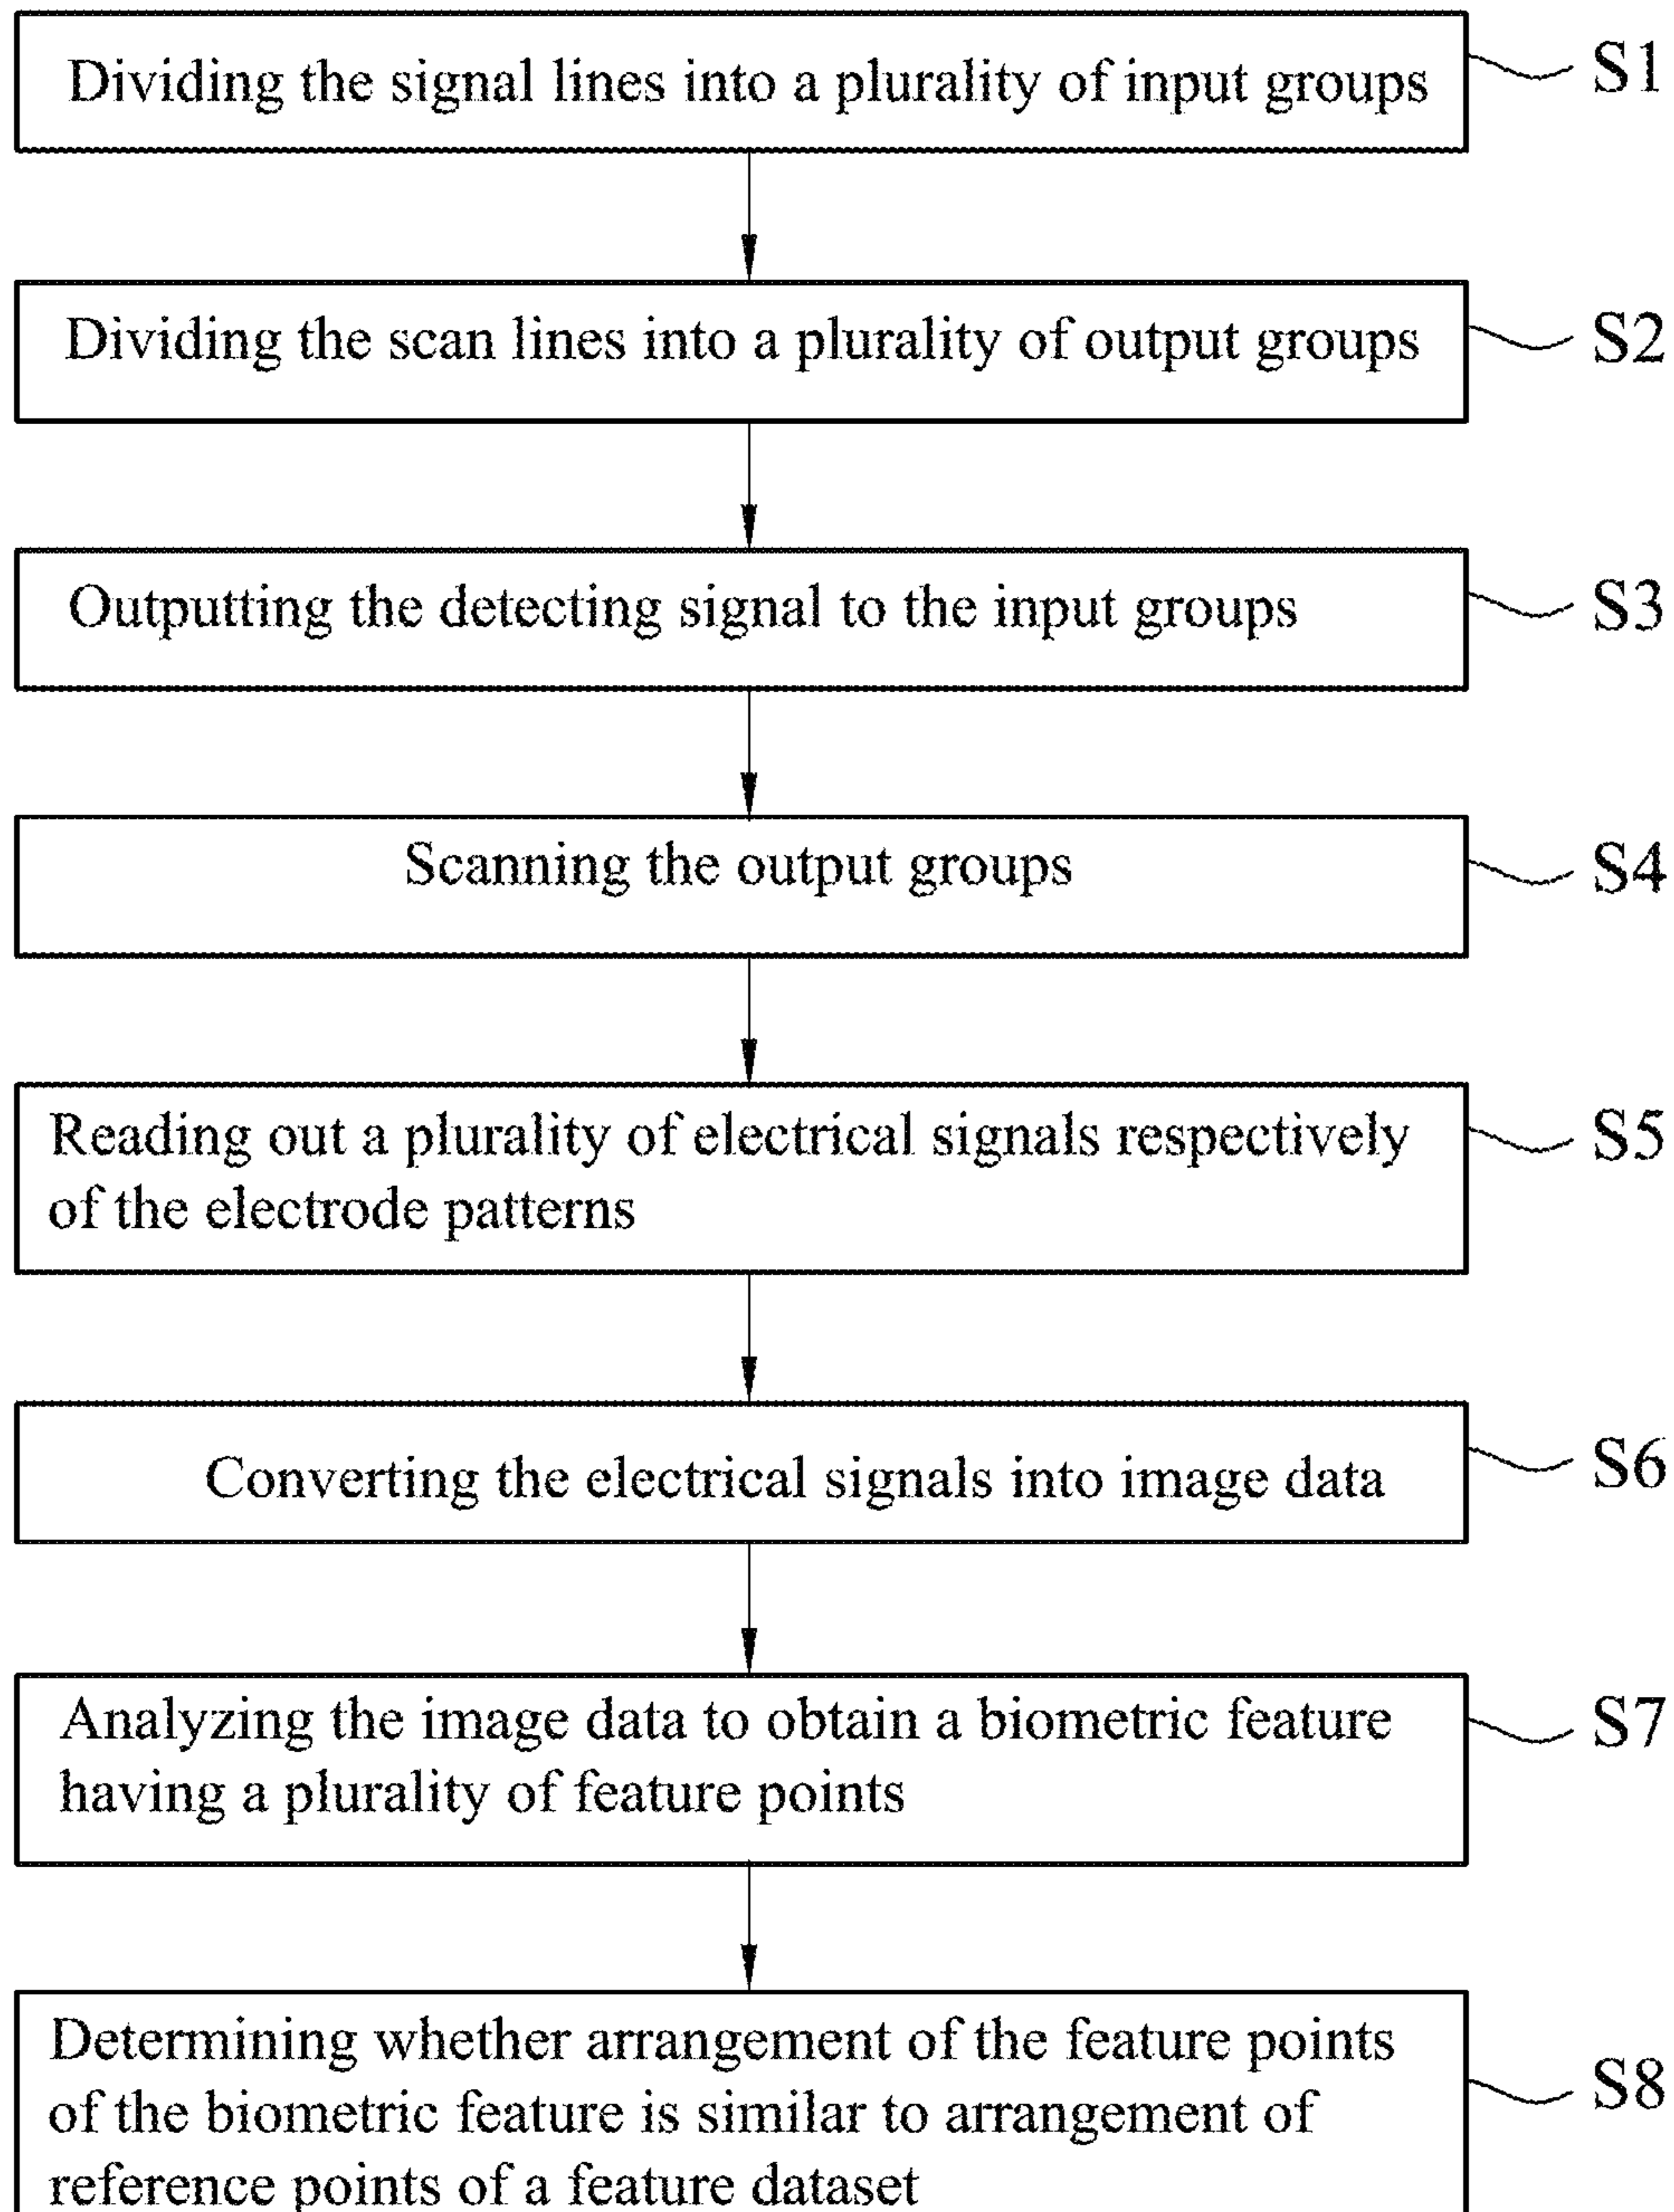 Dividing the signal lines into a plurality of input groups
S1
Dividing the scan lines into a plurality of output groups
S2
Outputting the detecting signal to the input groups
S3
Scanning the output groups
S4
Reading out a plurality of electrical signals respectively
of the electrode patterns
S5
Converting the electrical signals into image data
S6
Analyzing the image data to obtain a biometric feature
having a plurality of feature points
S7
Determining whether arrangement of the feature points
of the biometric feature is similar to arrangement of
reference points of a feature dataset
S8